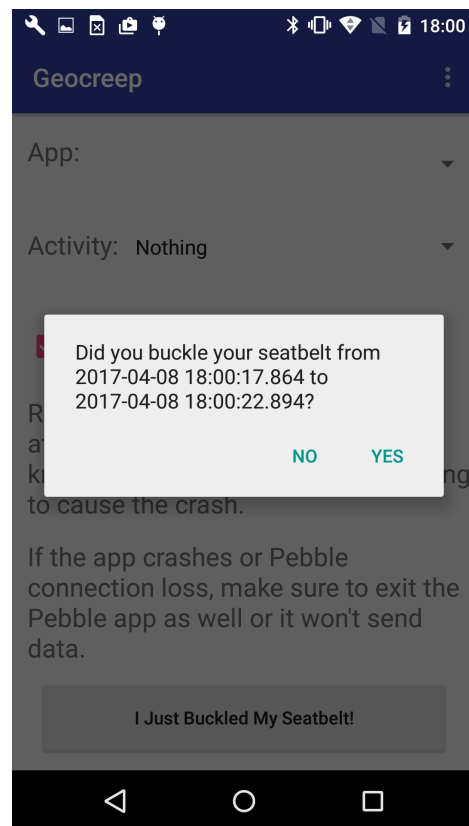 18:00
Geocreep
App:
Activity: Nothing
Did you buckle your seatbelt from
2017-04-08 18:00:17.864 to
2017-04-08 18:00:22.894?
NO YES
to cause the crash.
If the app crashes or Pebble
connection loss, make sure to exit the
Pebble app as well or it won't send
data.
I Just Buckled My Seatbelt!